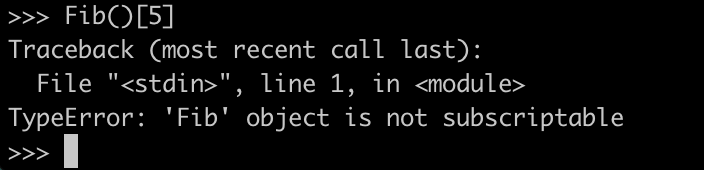 >>> Fib()[5]
Traceback (most recent call last):
  File "<stdin>", line 1, in <module>
TypeError: 'Fib' object is not subscriptable
>>>